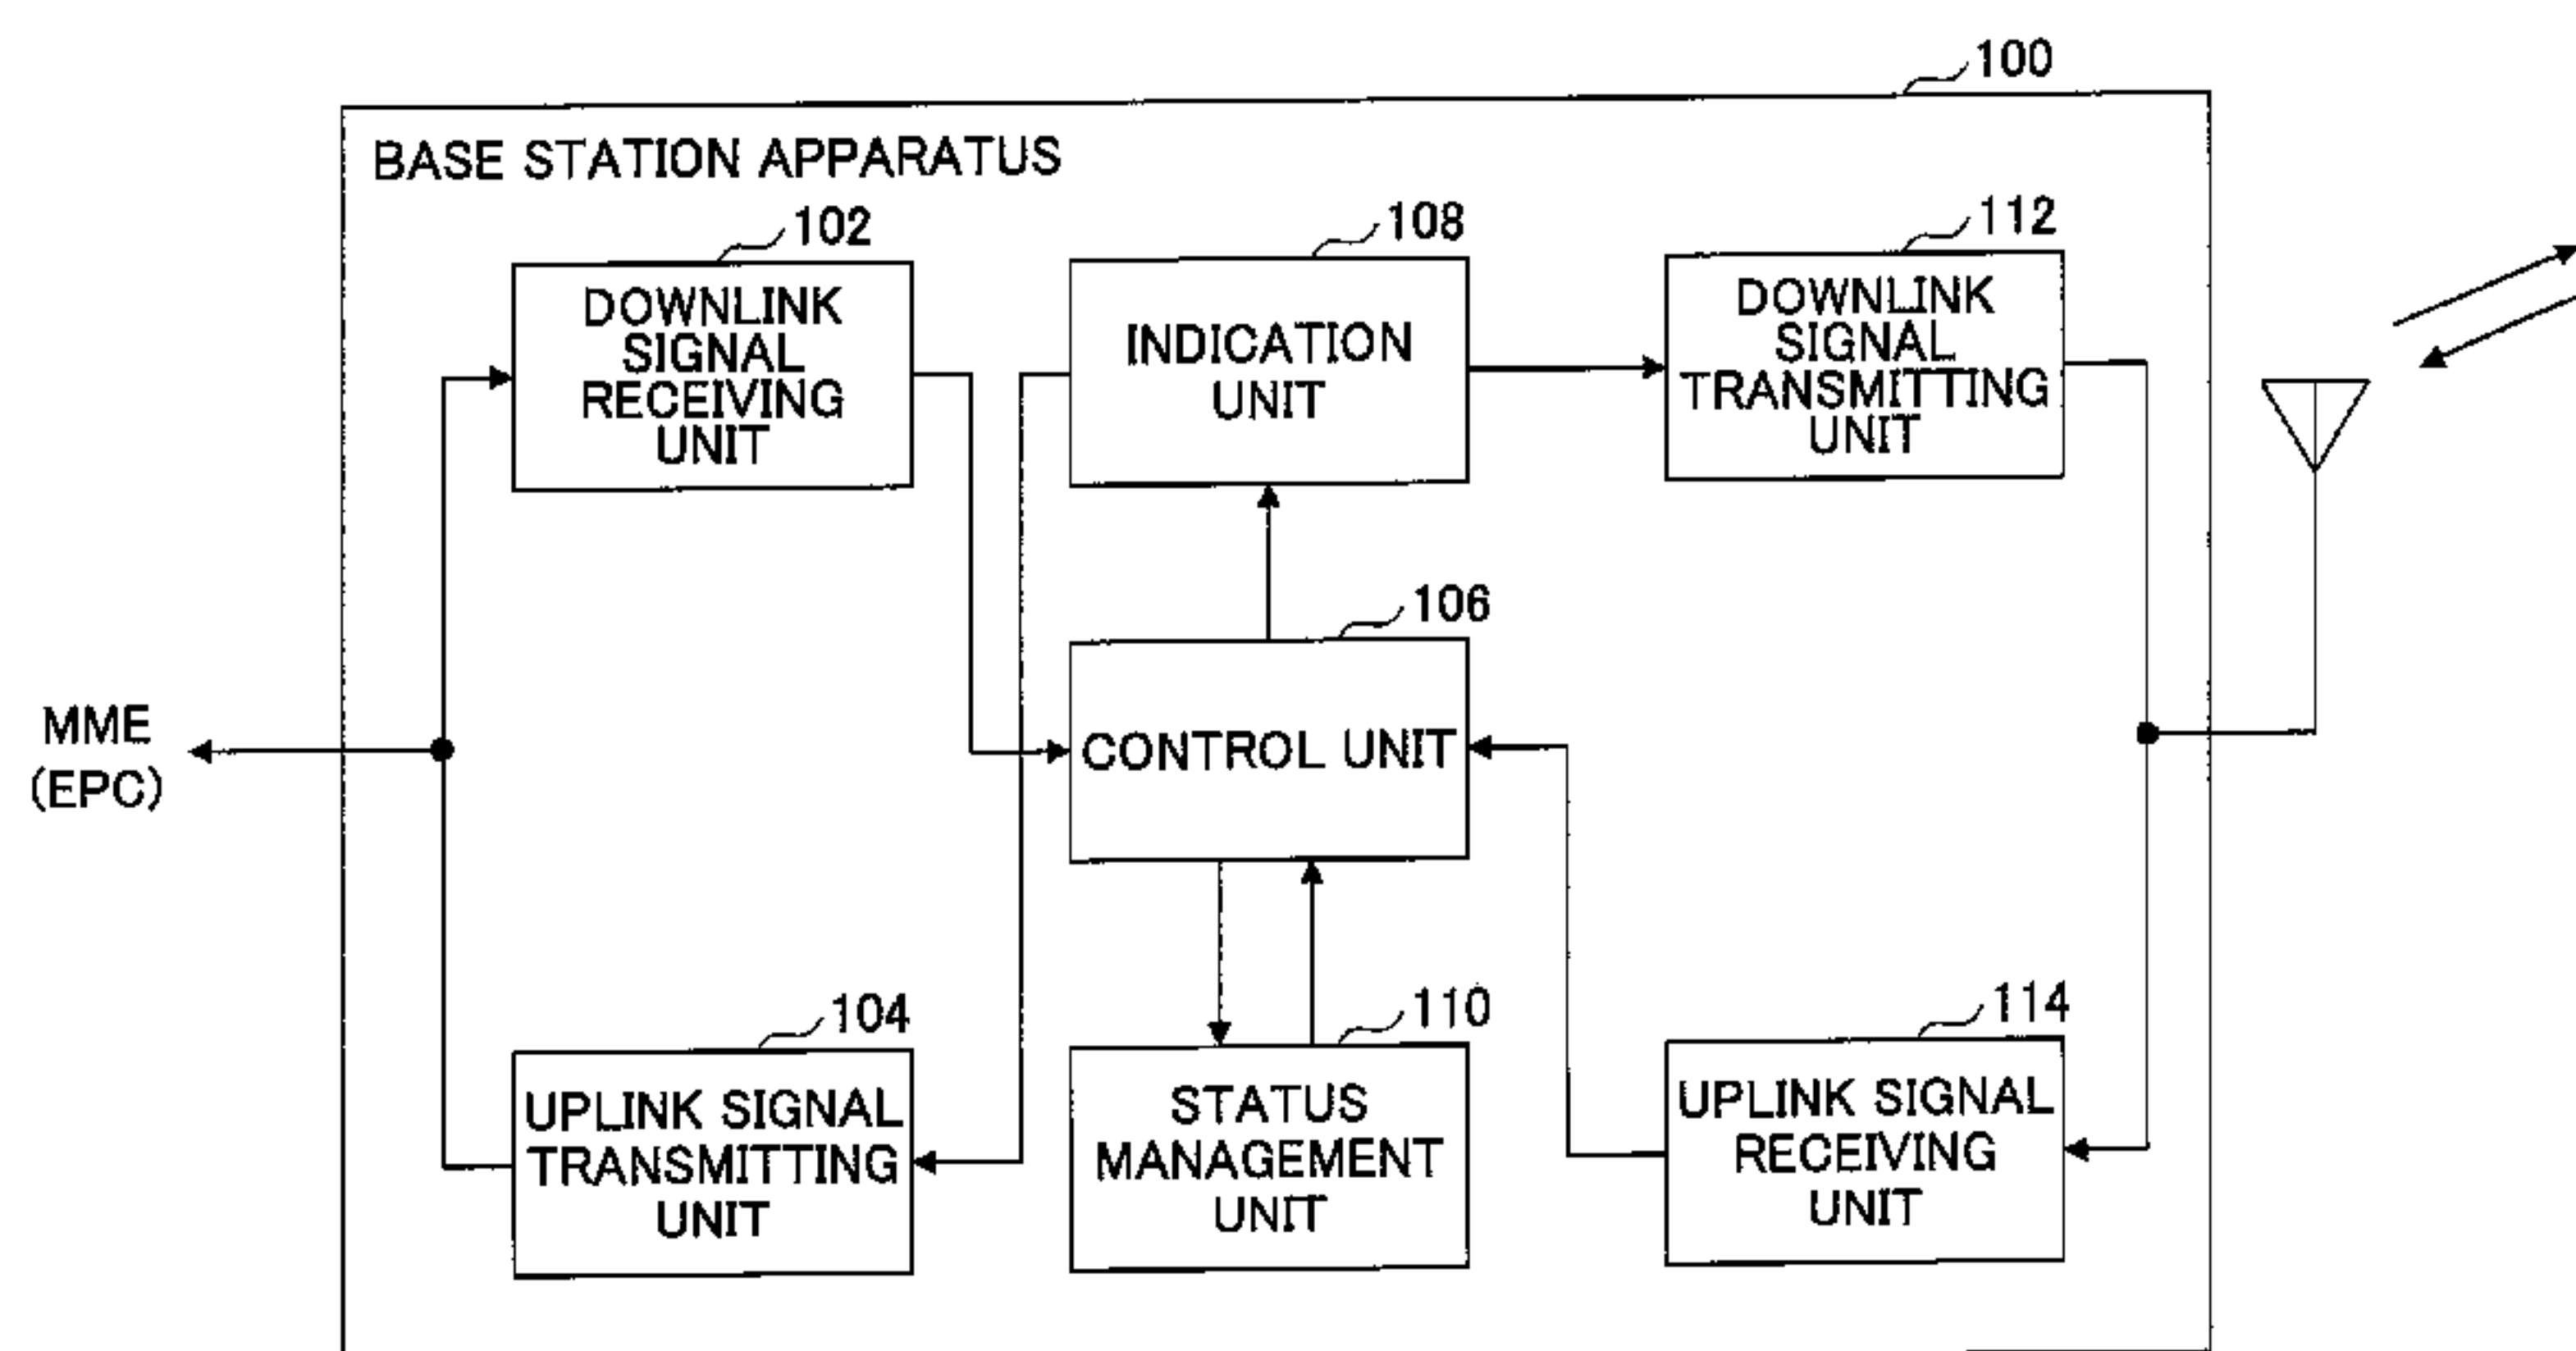 100
BASE STATION APPARATUS
102
108
112
DOWNLINK
SIGNAL
RECEIVING
UNIT
INDICATION
UNIT
DOWNLINK
SIGNAL
TRANSMITTING
UNIT
106
MME
(EPC)
CONTROL UNIT
104
110
114
UPLINK SIGNAL
TRANSMITTING
UNIT
STATUS
MANAGEMENT
UNIT
UPLINK SIGNAL
RECEIVING
UNIT